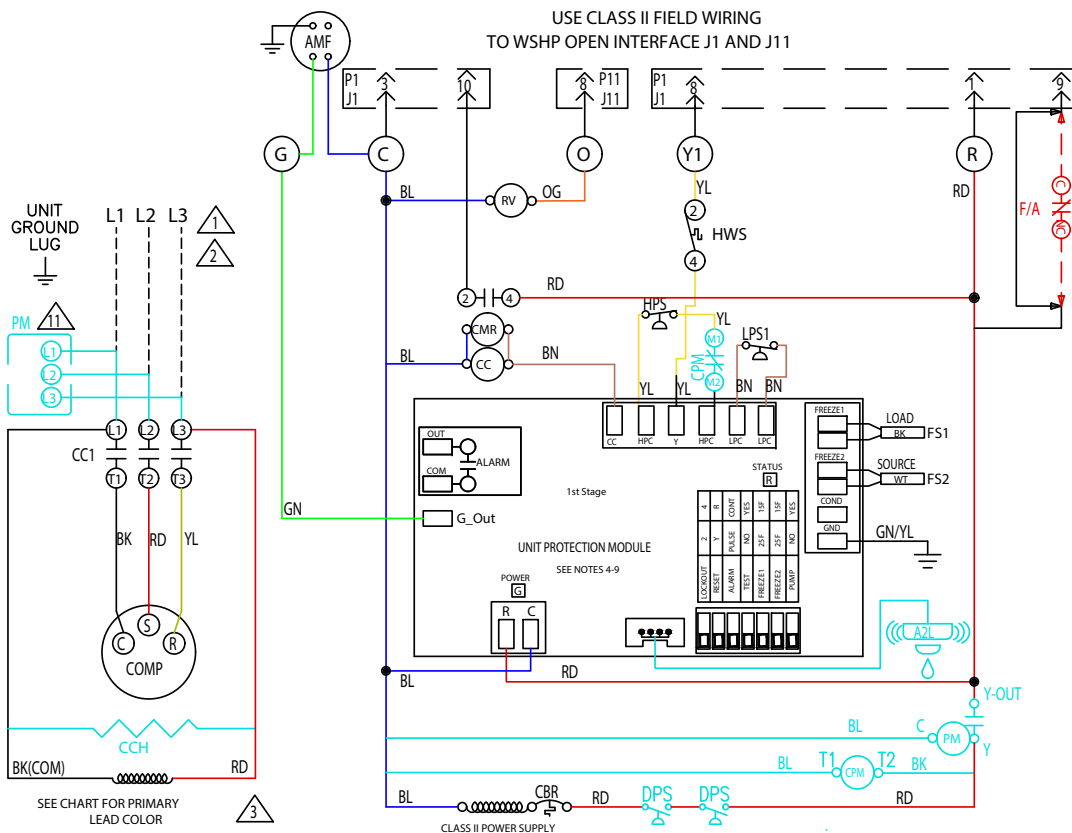 USE CLASS II FIELD WIRING
TO WSHP OPEN INTERFACE J1 AND J11
AMF
P1
J1
3
10
8
P11
J11
P1
J1
8
1
9
G
C
O
Y1
R
BL
RV
OG
YL
RD
F/A
C
NC
2
HWS
4
UNIT
GROUND
LUG
L1
L2
L3
1
2
PM
11
L1
L2
L3
2
4
RD
CMR
CC
BL
BN
HPS
YL
M1
CPM
M2
LPS1
YL
YL
BN
BN
CC
HPC
Y
HPC
LPC
LPC
L1
L2
L3
CC1
T1
T2
T3
BK
RD
YL
C
S
R
COMP
CCH
BK(COM)
RD
SEE CHART FOR PRIMARY
LEAD COLOR
3
GN
OUT
COM
ALARM
G_Out
1st Stage
UNIT PROTECTION MODULE
SEE NOTES 4-9
STATUS
R
LOCKOUT 2 4
RESET Y R
ALARM PULSE CONT
TEST NO YES
FREEZE1 25F 15F
FREEZE2 25F 15F
PUMP NO YES
FREEZE1
FREEZE2
COND
GND
LOAD
BK
FS1
SOURCE
WT
FS2
GN/YL
POWER
G
R
C
A2L
BL
RD
Y-OUT
BL
C
PM
Y
BL
T1
CPM
T2
BK
BL
CBR
RD
DPS
DPS
RD
CLASS II POWER SUPPLY